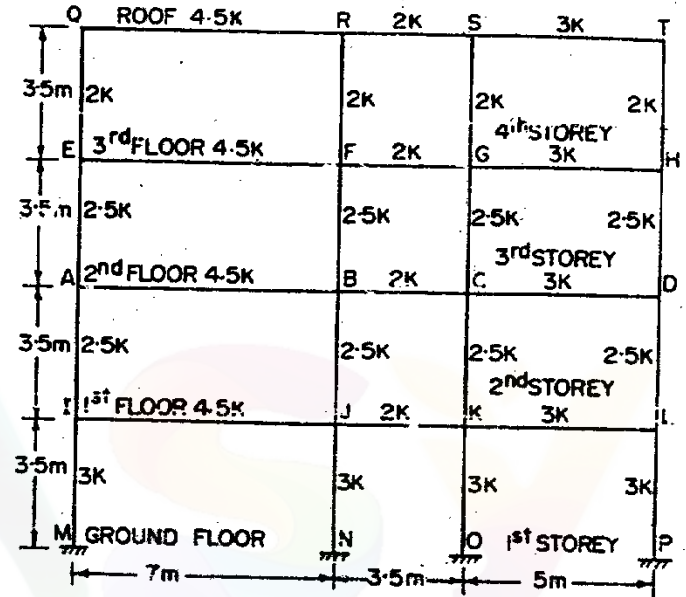 Q ROOF 4.5K R 2K S 3K T
3.5m 2K 2K 2K 2K
4th STOREY
E 3rd FLOOR 4.5K F 2K G 3K H
3.5m 2.5K 2.5K 2.5K 2.5K
3rd STOREY
A 2nd FLOOR 4.5K B 2K C 3K D
3.5m 2.5K 2.5K 2.5K 2.5K
2nd STOREY
I 1st FLOOR 4.5K J 2K K 3K L
3.5m 3K 3K 3K 3K
M GROUND FLOOR N O 1st STOREY P
7m 3.5m 5m